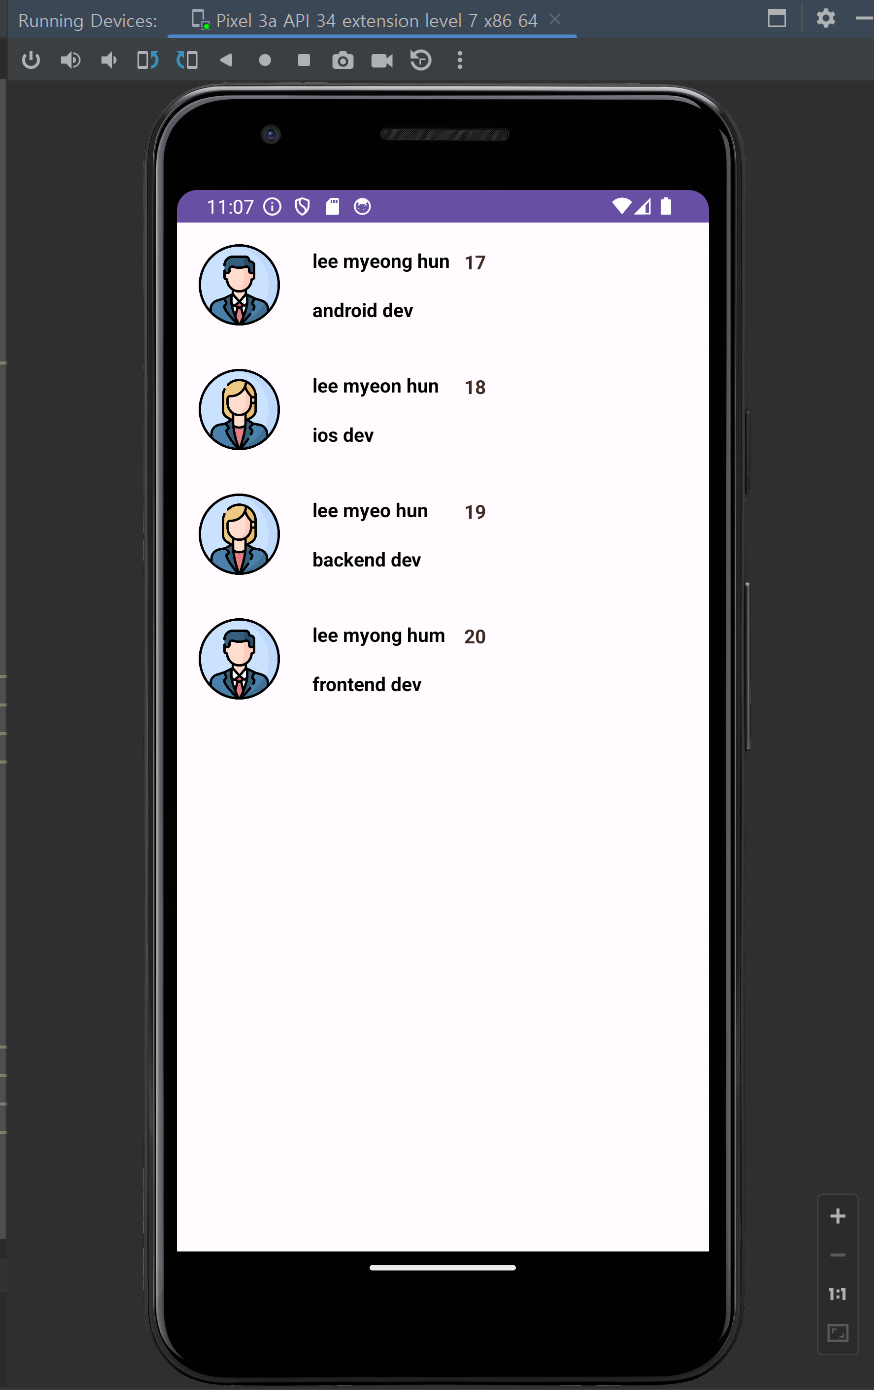 Running Devices: Pixel 3a API 34 extension level 7 x86 64
11:07
lee myeong hun 17
android dev
lee myeon hun 18
ios dev
lee myeo hun 19
backend dev
lee myong hum 20
frontend dev
1:1